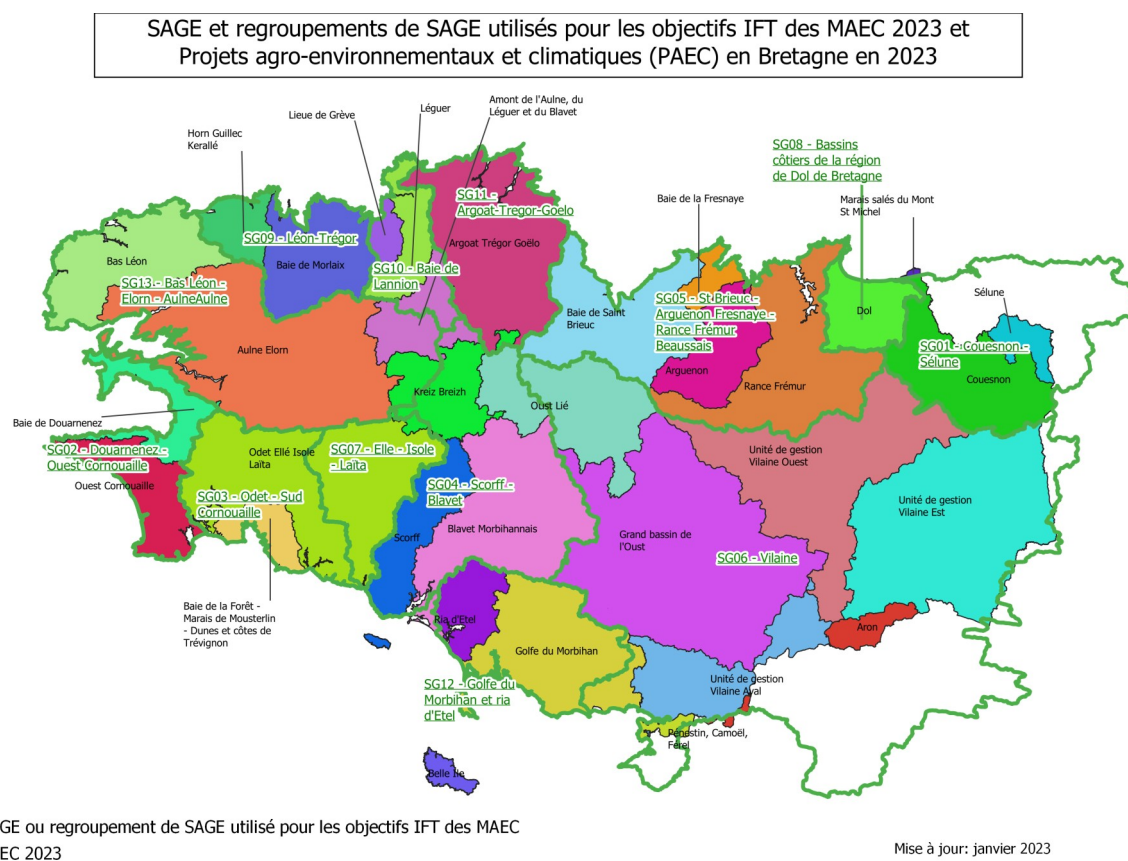 SAGE et regroupements de SAGE utilisés pour les objectifs IFT des MAEC 2023 et
Projets agro-environnementaux et climatiques (PAEC) en Bretagne en 2023
Amont de l'Aulne, du
Léguer et du Blavet
Léguer
Lieue de Grève
Horn Guillec
Kerallé
SG08 - Bassins
côtiers de la région
de Dol de Bretagne
SG11 -
Argoat-Tregor-Goelo
Baie de la Fresnaye
Marais salés du Mont
St Michel
SG09 - Léon-Trégor
Argoat Trégor Goëlo
Bas Léon
Baie de Morlaix
SG10 - Baie de
Lannion
SG13 - Bas Léon -
Elorn - AulneAulne
Sélune
SG05 - St Brieuc -
Arguenon Fresnaye -
Rance Frémur
Beaussais
Baie de Saint
Brieuc
Dol
Aulne Elorn
SG01 - Couesnon -
Sélune
Arguenon
Couesnon
Rance Frémur
Kreiz Breizh
Oust Lié
Baie de Douarnenez
SG02 - Douarnenez -
Ouest Cornouaille
Odet Ellé Isole
Laïta
SG07 - Elle - Isole
- Laïta
Unité de gestion
Vilaine Ouest
Ouest Cornouaille
SG04 - Scorff -
Blavet
SG03 - Odet - Sud
Cornouaille
Unité de gestion
Vilaine Est
Blavet Morbihannais
Scorff
Grand bassin de
l'Oust
SG06 - Vilaine
Baie de la Forêt -
Marais de Mousterlin
- Dunes et côtes de
Trévignon
Ria d'Etel
Aron
Golfe du Morbihan
SG12 - Golfe du
Morbihan et ria
d'Etel
Unité de gestion
Vilaine Aval
Pénestin, Camoël,
Férel
Belle Ile
GE ou regroupement de SAGE utilisé pour les objectifs IFT des MAEC
EC 2023
Mise à jour: janvier 2023